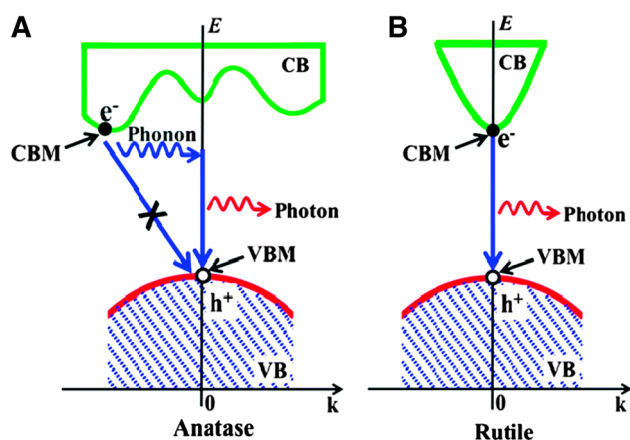 A
E
CB
e-
Phonon
CBM
Photon
VBM
h+
VB
0
k
Anatase
B
E
CB
e-
CBM
Photon
VBM
h+
VB
0
k
Rutile